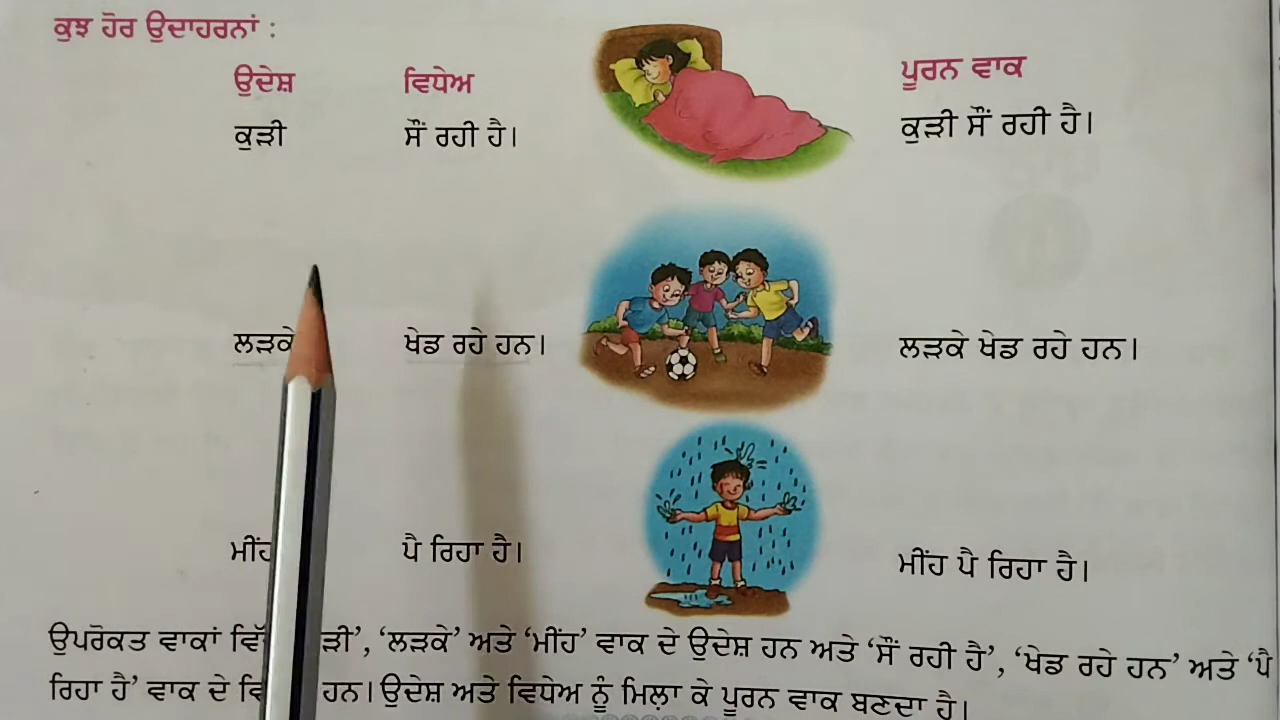 ਕੁਝ ਹੋਰ ਉਦਾਹਰਨਾਂ :
ਉਦੇਸ਼ ਵਿਧੇਅ ਪੂਰਨ ਵਾਕ
ਕੁੜੀ ਸੌਂ ਰਹੀ ਹੈ। ਕੁੜੀ ਸੌਂ ਰਹੀ ਹੈ।
ਲੜਕੇ ਖੇਡ ਰਹੇ ਹਨ। ਲੜਕੇ ਖੇਡ ਰਹੇ ਹਨ।
ਮੀਂਹ ਪੈ ਰਿਹਾ ਹੈ। ਮੀਂਹ ਪੈ ਰਿਹਾ ਹੈ।
ਉਪਰੋਕਤ ਵਾਕਾਂ 'ਲੜਕੇ' ਅਤੇ 'ਮੀਂਹ' ਵਾਕ ਦੇ ਉਦੇਸ਼ ਹਨ ਅਤੇ 'ਸੌਂ ਰਹੀ ਹੈ', 'ਖੇਡ ਰਹੇ ਹਨ' ਅਤੇ 'ਪੈ
ਰਿਹਾ ਹੈ' ਵਾਕ ਦੇ ਹਨ। ਉਦੇਸ਼ ਅਤੇ ਵਿਧੇਅ ਨੂੰ ਮਿਲਾ ਕੇ ਪੂਰਨ ਵਾਕ ਬਣਦਾ ਹੈ।